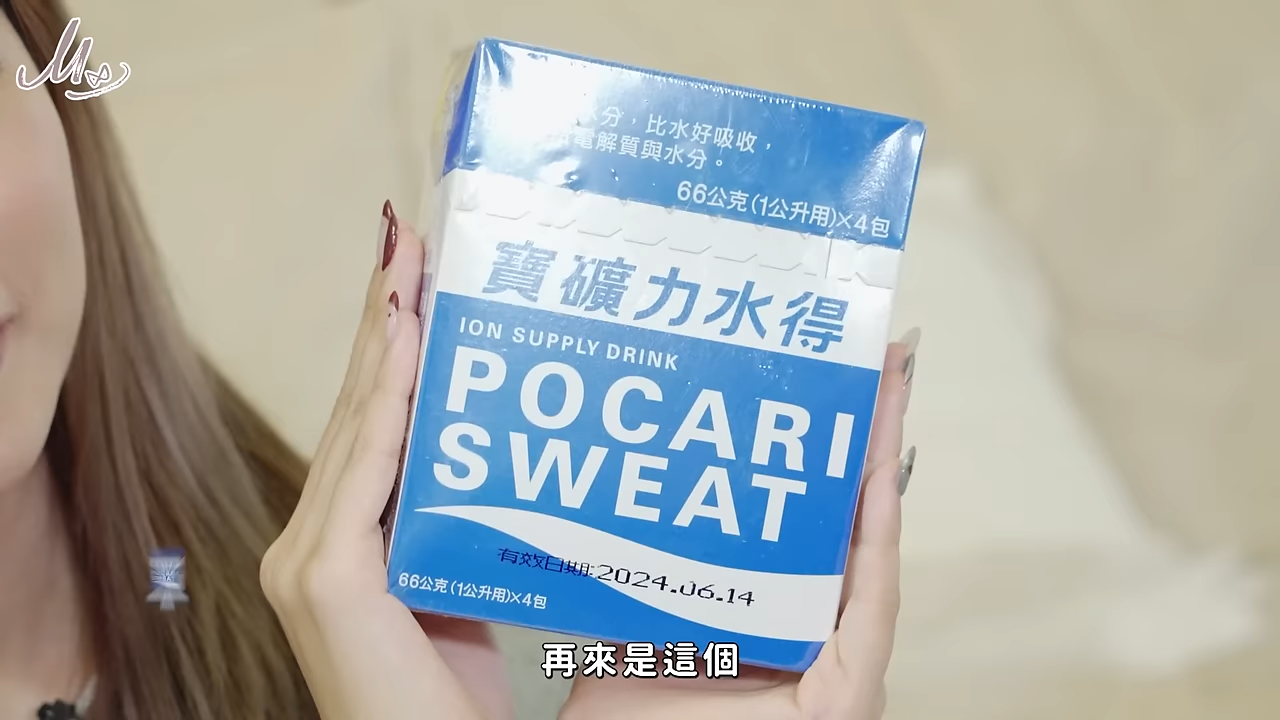 水分，比水好吸收，
電解質與水分。
66公克(1公升用)×4包
寶礦力水得
ION SUPPLY DRINK
POCARI
SWEAT
有效日期:2024.06.14
66公克(1公升用)×4包
再來是這個